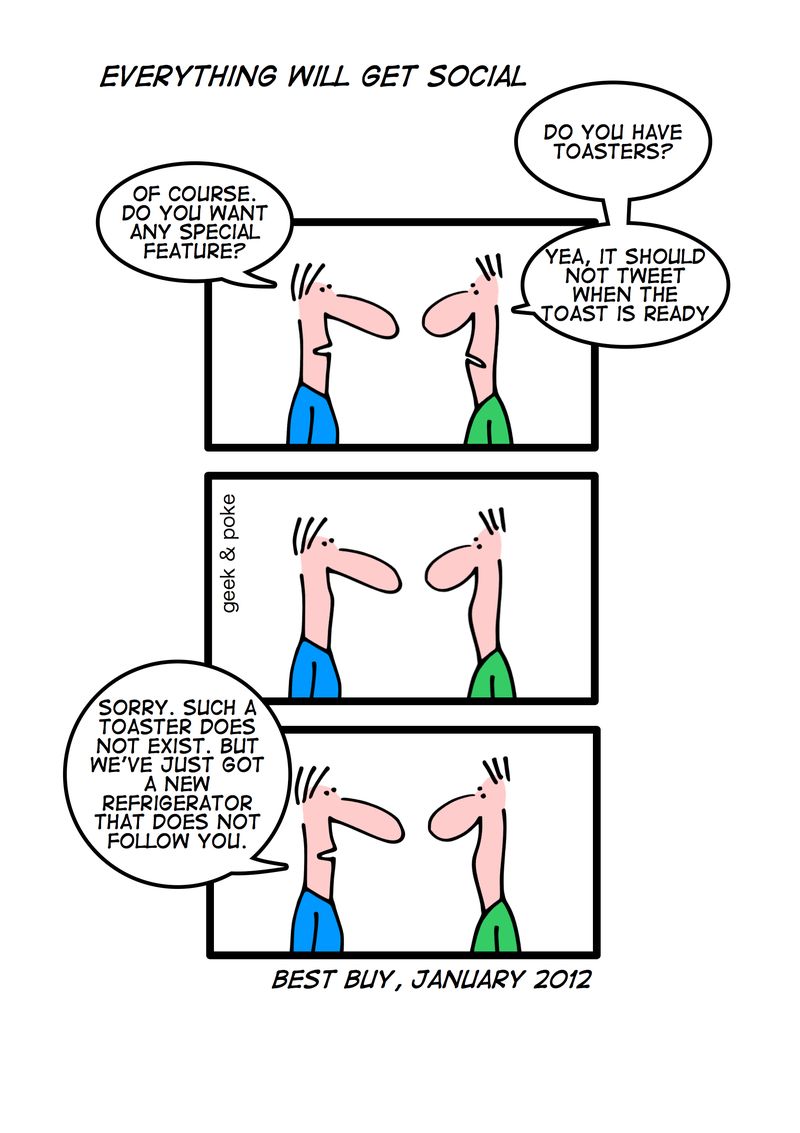 EVERYTHING WILL GET SOCIAL
DO YOU HAVE
TOASTERS?
OF COURSE.
DO YOU WANT
ANY SPECIAL
FEATURE?
YEA, IT SHOULD
NOT TWEET
WHEN THE
TOAST IS READY
geek & poke
SORRY. SUCH A
TOASTER DOES
NOT EXIST. BUT
WE'VE JUST GOT
A NEW
REFRIGERATOR
THAT DOES NOT
FOLLOW YOU.
BEST BUY, JANUARY 2012